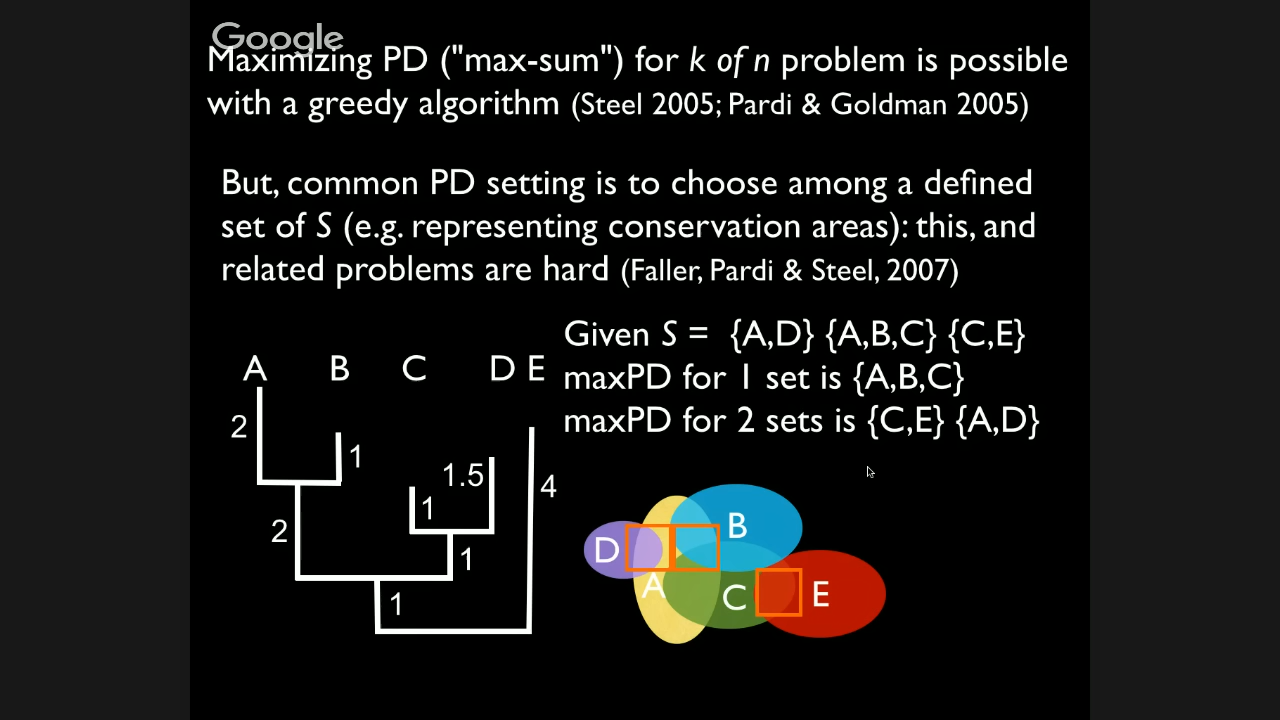 Google
Maximizing PD ("max-sum") for k of n problem is possible
with a greedy algorithm (Steel 2005; Pardi & Goldman 2005)
But, common PD setting is to choose among a defined
set of S (e.g. representing conservation areas): this, and
related problems are hard (Faller, Pardi & Steel, 2007)
Given S = {A,D} {A,B,C} {C,E}
maxPD for 1 set is {A,B,C}
maxPD for 2 sets is {C,E} {A,D}
A B C D E
2
1
1.5
1
4
2
1
1
B
D
A
C
E